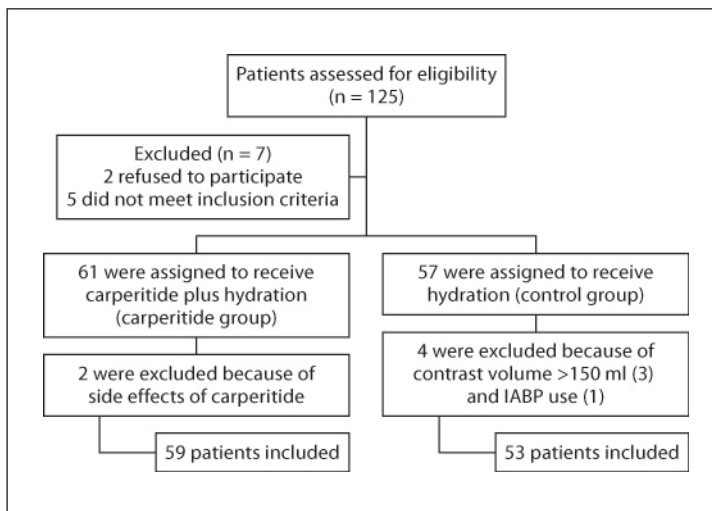 Patients assessed for eligibility
(n = 125)
Excluded (n = 7)
2 refused to participate
5 did not meet inclusion criteria
61 were assigned to receive
carperitide plus hydration
(carperitide group)
57 were assigned to receive
hydration (control group)
2 were excluded because of
side effects of carperitide
4 were excluded because of
contrast volume >150 ml (3)
and IABP use (1)
59 patients included
53 patients included